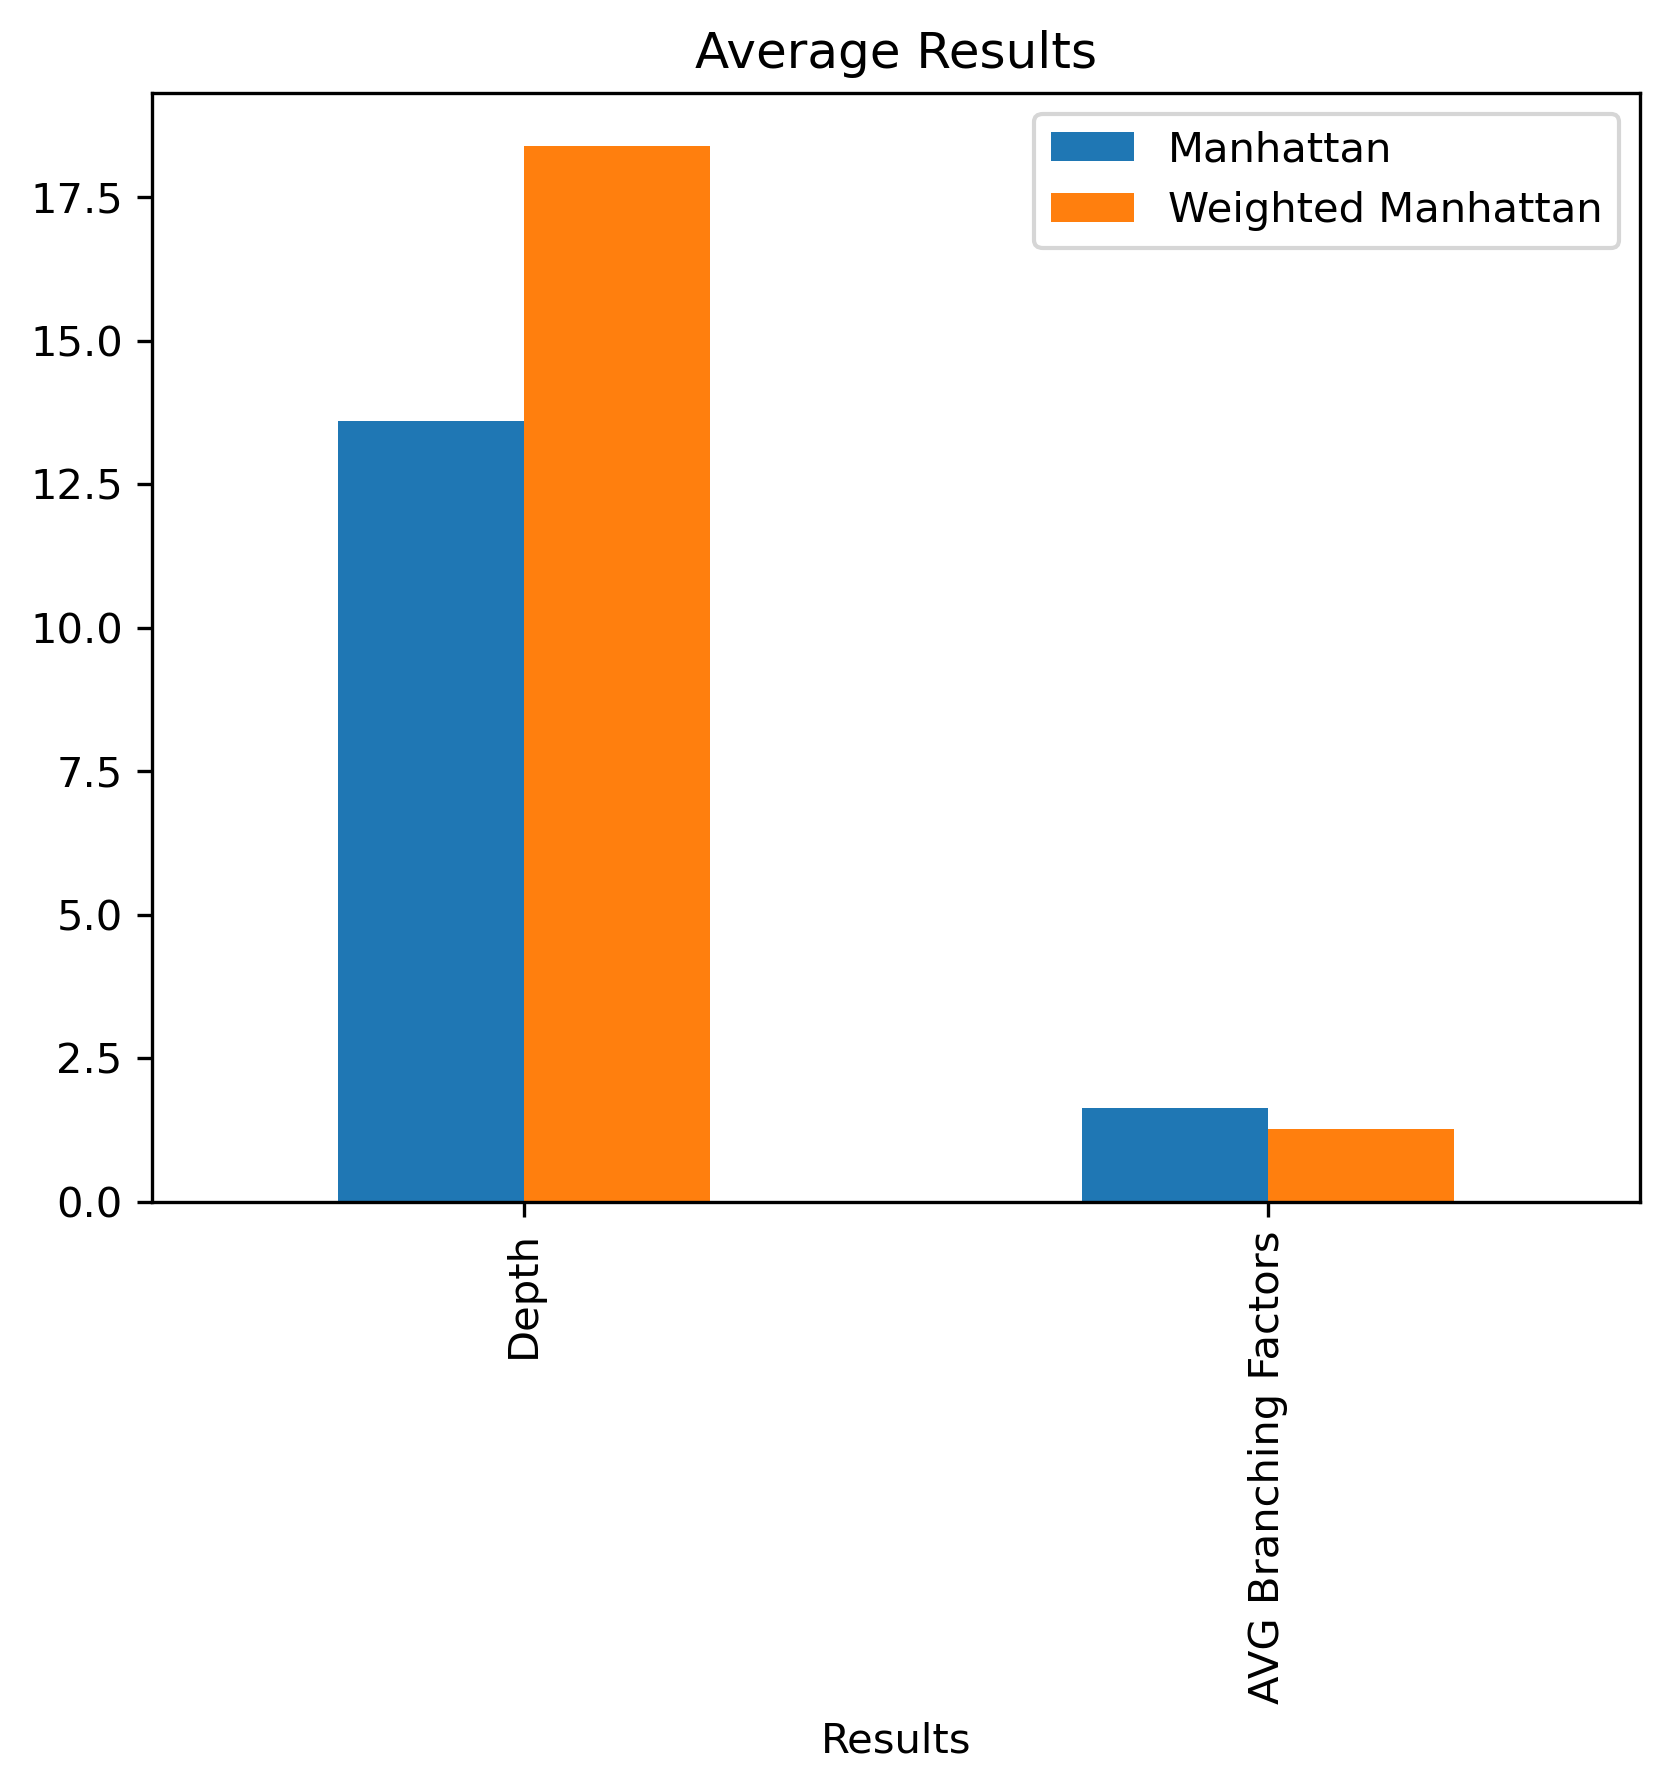 Average Results
Manhattan
Weighted Manhattan
17.5
15.0
12.5
10.0
7.5
5.0
2.5
0.0
Depth
AVG Branching Factors
Results